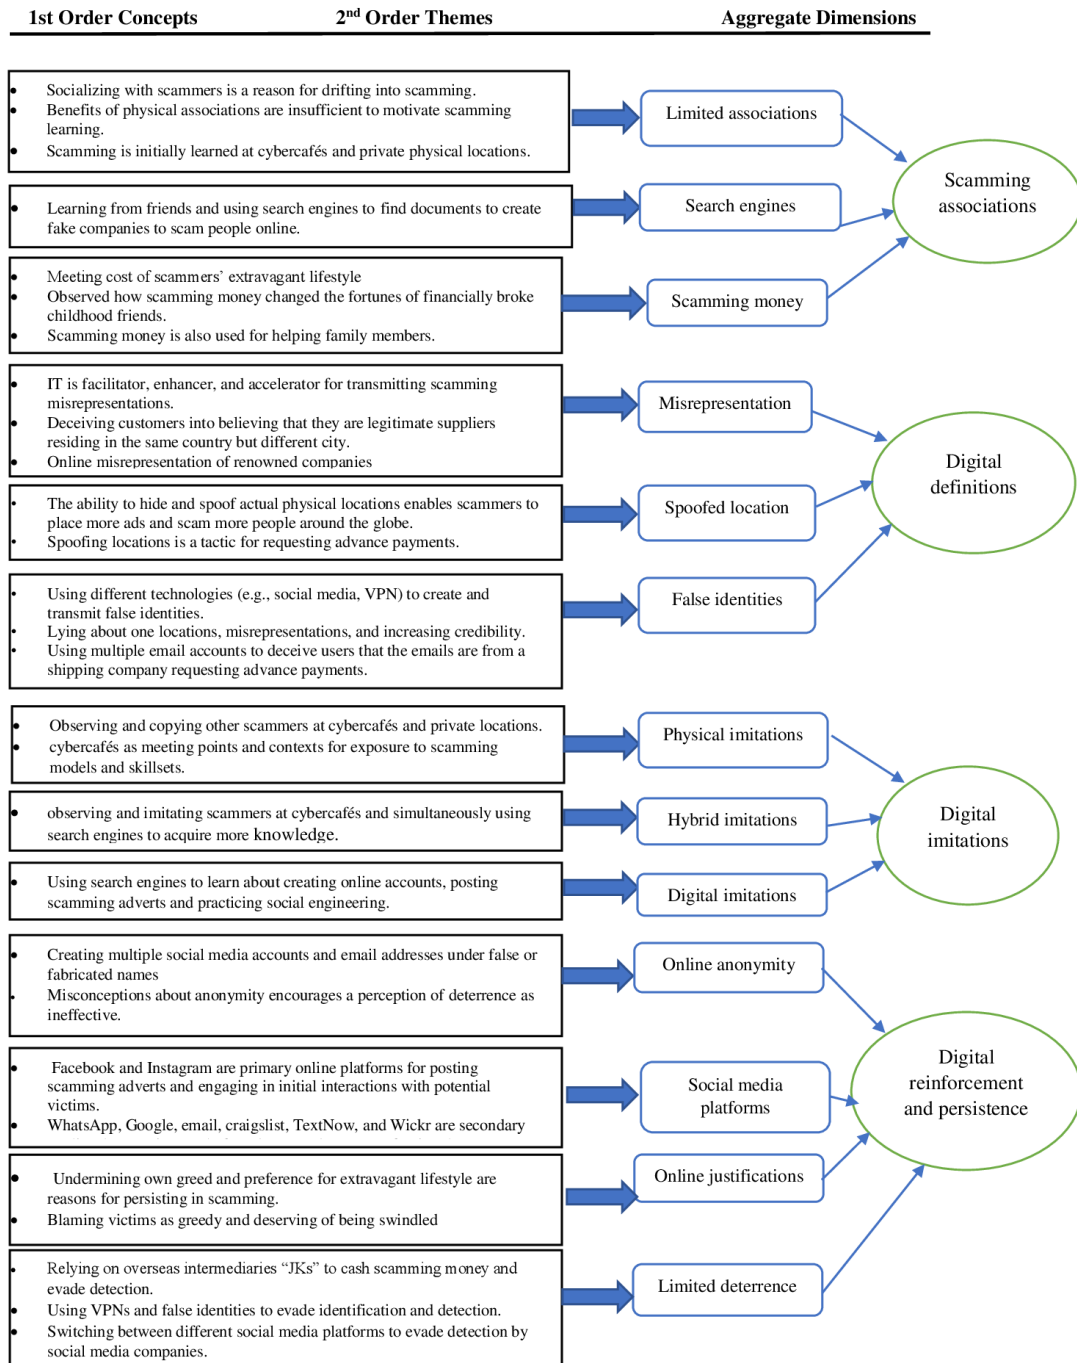 1st Order Concepts 2nd Order Themes Aggregate Dimensions
• Socializing with scammers is a reason for drifting into scamming.
• Benefits of physical associations are insufficient to motivate scamming
learning.
• Scamming is initially learned at cybercafés and private physical locations.
Limited associations
• Learning from friends and using search engines to find documents to create
fake companies to scam people online.
Search engines
• Meeting cost of scammers’ extravagant lifestyle
• Observed how scamming money changed the fortunes of financially broke
childhood friends.
• Scamming money is also used for helping family members.
Scamming money
Scamming
associations
• IT is facilitator, enhancer, and accelerator for transmitting scamming
misrepresentations.
• Deceiving customers into believing that they are legitimate suppliers
residing in the same country but different city.
• Online misrepresentation of renowned companies
Misrepresentation
• The ability to hide and spoof actual physical locations enables scammers to
place more ads and scam more people around the globe.
• Spoofing locations is a tactic for requesting advance payments.
Spoofed location
• Using different technologies (e.g., social media, VPN) to create and
transmit false identities.
• Lying about one locations, misrepresentations, and increasing credibility.
• Using multiple email accounts to deceive users that the emails are from a
shipping company requesting advance payments.
False identities
Digital
definitions
• Observing and copying other scammers at cybercafés and private locations.
• cybercafés as meeting points and contexts for exposure to scamming
models and skillsets.
Physical imitations
• observing and imitating scammers at cybercafés and simultaneously using
search engines to acquire more knowledge.
Hybrid imitations
• Using search engines to learn about creating online accounts, posting
scamming adverts and practicing social engineering.
Digital imitations
Digital
imitations
• Creating multiple social media accounts and email addresses under false or
fabricated names
• Misconceptions about anonymity encourages a perception of deterrence as
ineffective.
Online anonymity
• Facebook and Instagram are primary online platforms for posting
scamming adverts and engaging in initial interactions with potential
victims.
• WhatsApp, Google, email, craigslist, TextNow, and Wickr are secondary
Social media
platforms
• Undermining own greed and preference for extravagant lifestyle are
reasons for persisting in scamming.
• Blaming victims as greedy and deserving of being swindled
Online justifications
• Relying on overseas intermediaries “JKs” to cash scamming money and
evade detection.
• Using VPNs and false identities to evade identification and detection.
• Switching between different social media platforms to evade detection by
social media companies.
Limited deterrence
Digital
reinforcement
and persistence